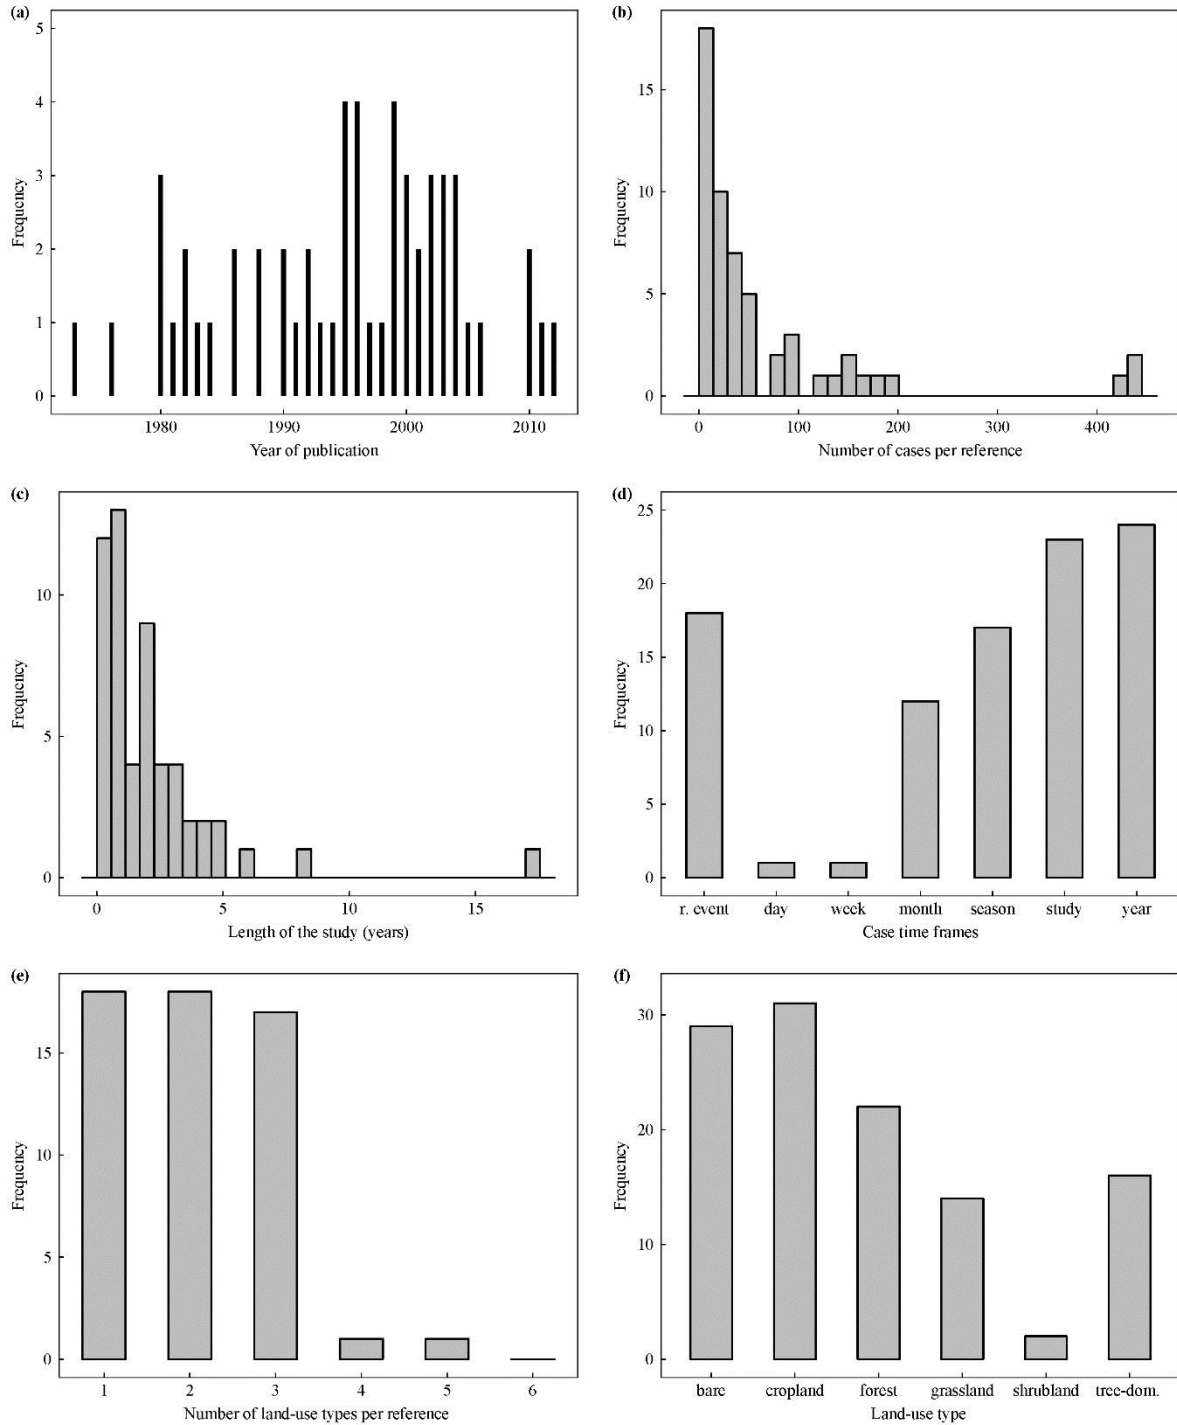 (a)
5
4
3
2
1
0
Frequency
1980 1990 2000 2010
Year of publication
(b)
15
10
5
0
Frequency
0 100 200 300 400
Number of cases per reference
(c)
10
5
0
Frequency
0 5 10 15
Length of the study (years)
(d)
25
20
15
10
5
0
Frequency
r. event day week month season study year
Case time frames
(e)
15
10
5
0
Frequency
1 2 3 4 5 6
Number of land-use types per reference
(f)
30
20
10
0
Frequency
bare cropland forest grassland shrubland tree-dom.
Land-use type